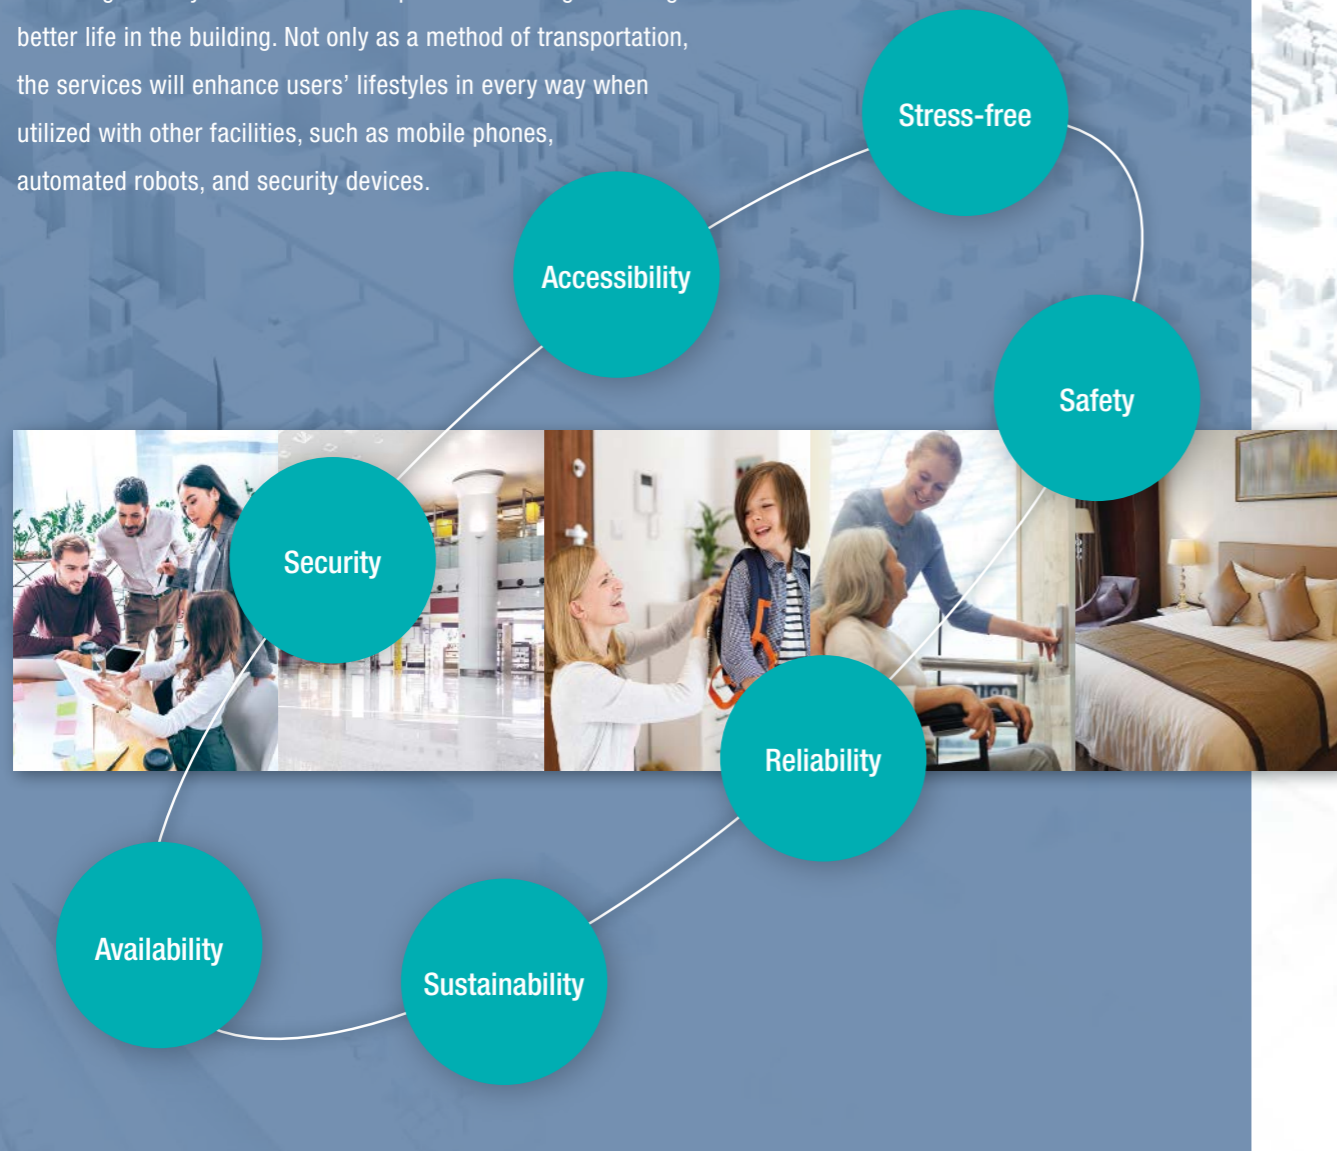 better life in the building. Not only as a method of transportation,
the services will enhance users’ lifestyles in every way when
utilized with other facilities, such as mobile phones,
automated robots, and security devices.
Stress-free
Accessibility
Safety
Security
Reliability
Availability
Sustainability